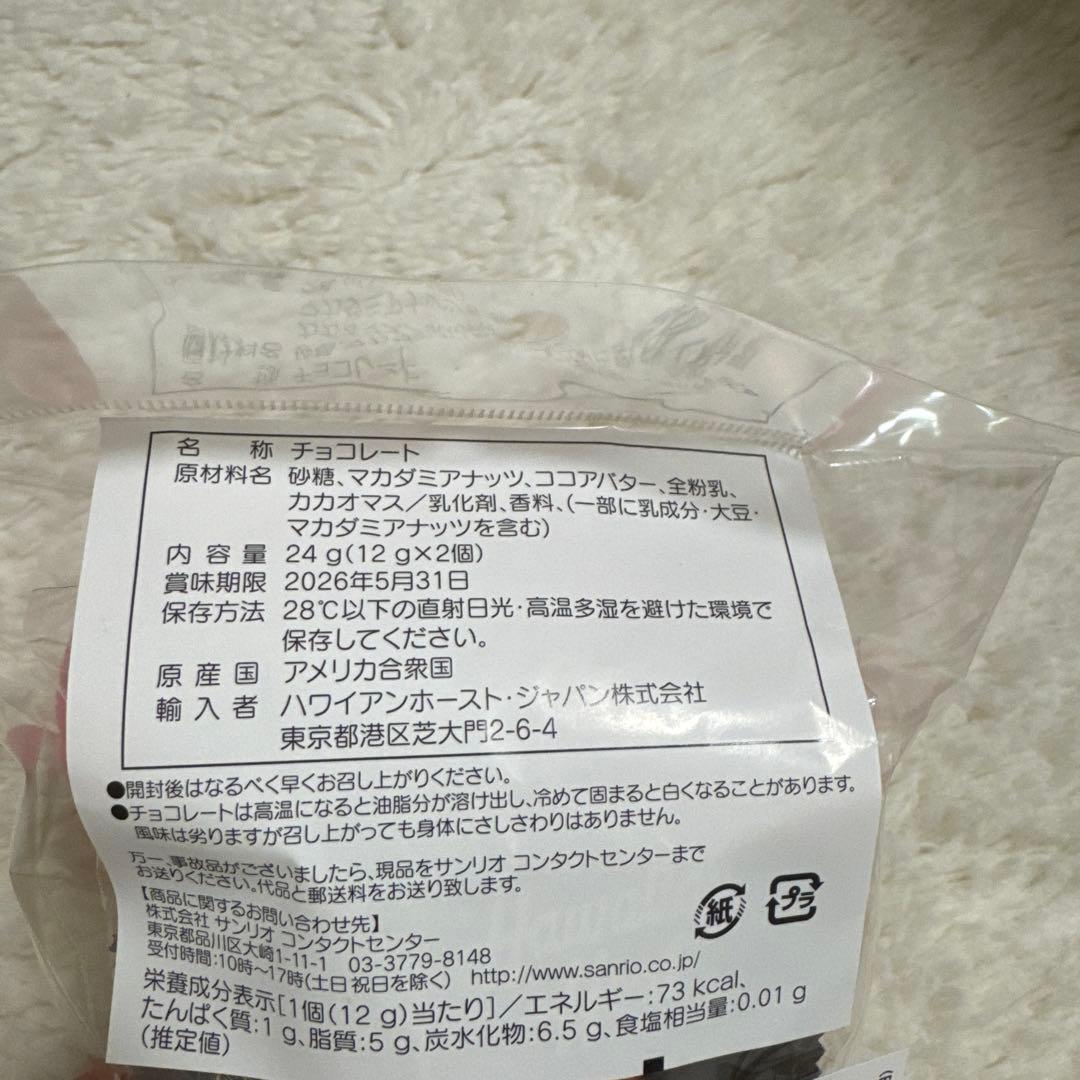 名称 チョコレート
原材料名 砂糖、マカダミアナッツ、ココアバター、全粉乳、
カカオマス／乳化剤、香料、(一部に乳成分・大豆・
マカダミアナッツを含む)
内容量 24g(12g×2個)
賞味期限 2026年5月31日
保存方法 28℃以下の直射日光・高温多湿を避けた環境で
保存してください。
原産国 アメリカ合衆国
輸入者 ハワイアンホースト・ジャパン株式会社
東京都港区芝大門2-6-4
●開封後はなるべく早くお召し上がりください。
●チョコレートは高温になると油脂分が溶け出し、冷めて固まると白くなることがあります。
風味は劣りますが召し上がっても身体にさしさわりはありません。
万一、事故品がございましたら、現品をサンリオ コンタクトセンターまで
お送りください。代品と郵送料をお送り致します。
【商品に関するお問い合わせ先】
株式会社 サンリオ コンタクトセンター
東京都品川区大崎1-11-1 03-3779-8148
受付時間:10時～17時(土日祝日を除く) http://www.sanrio.co.jp/
紙 プラ
栄養成分表示[1個(12g)当たり]／エネルギー:73kcal、
たんぱく質:1g、脂質:5g、炭水化物:6.5g、食塩相当量:0.01g
(推定値)